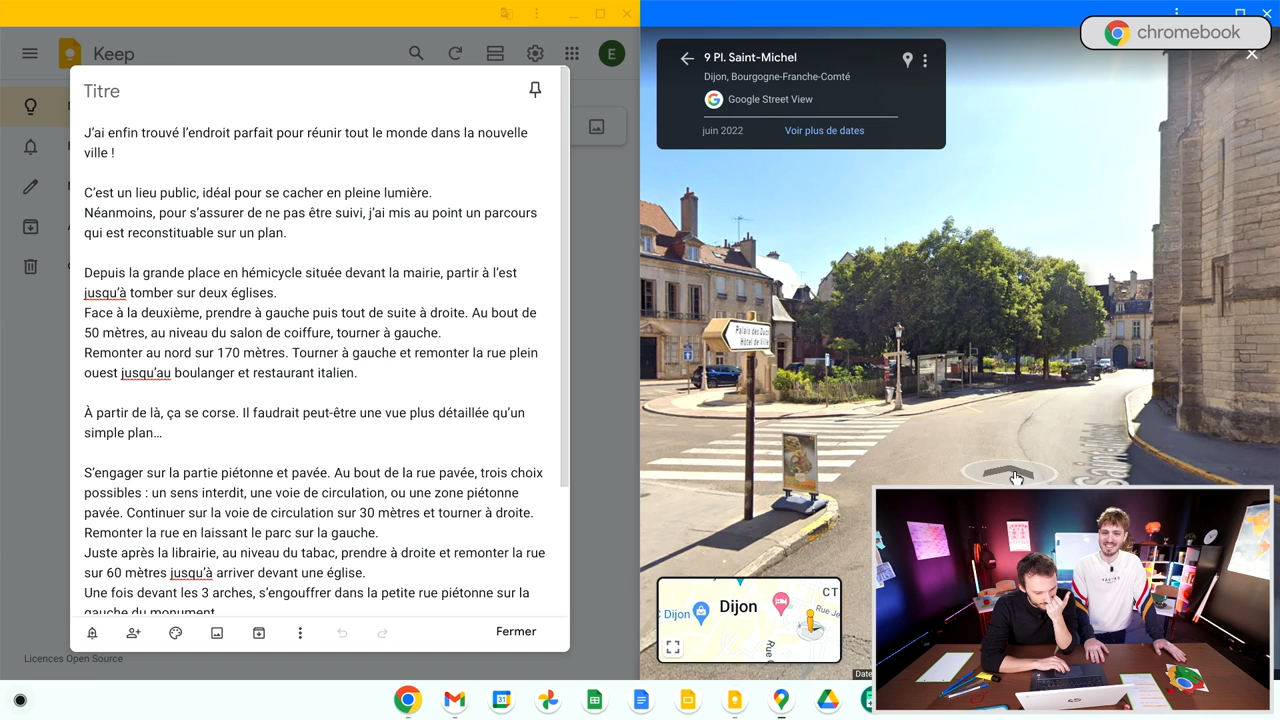 Keep
Titre
J'ai enfin trouvé l'endroit parfait pour réunir tout le monde dans la nouvelle
ville !
C'est un lieu public, idéal pour se cacher en pleine lumière.
Néanmoins, pour s'assurer de ne pas être suivi, j'ai mis au point un parcours
qui est reconstituable sur un plan.
Depuis la grande place en hémicycle située devant la mairie, partir à l'est
jusqu'à tomber sur deux églises.
Face à la deuxième, prendre à gauche puis tout de suite à droite. Au bout de
50 mètres, au niveau du salon de coiffure, tourner à gauche.
Remonter au nord sur 170 mètres. Tourner à gauche et remonter la rue plein
ouest jusqu'au boulanger et restaurant italien.
À partir de là, ça se corse. Il faudrait peut-être une vue plus détaillée qu'un
simple plan…
S'engager sur la partie piétonne et pavée. Au bout de la rue pavée, trois choix
possibles : un sens interdit, une voie de circulation, ou une zone piétonne
pavée. Continuer sur la voie de circulation sur 30 mètres et tourner à droite.
Remonter la rue en laissant le parc sur la gauche.
Juste après la librairie, au niveau du tabac, prendre à droite et remonter la rue
sur 60 mètres jusqu'à arriver devant une église.
Une fois devant les 3 arches, s'engouffrer dans la petite rue piétonne sur la
gauche du monument
Fermer
Licences Open Source
E
chromebook
9 Pl. Saint-Michel
Dijon, Bourgogne-Franche-Comté
Google Street View
juin 2022
Voir plus de dates
Palais des Ducs
Hôtel de Ville
Dijon
Dijon
CT
Rue Je
Rue
Date
31